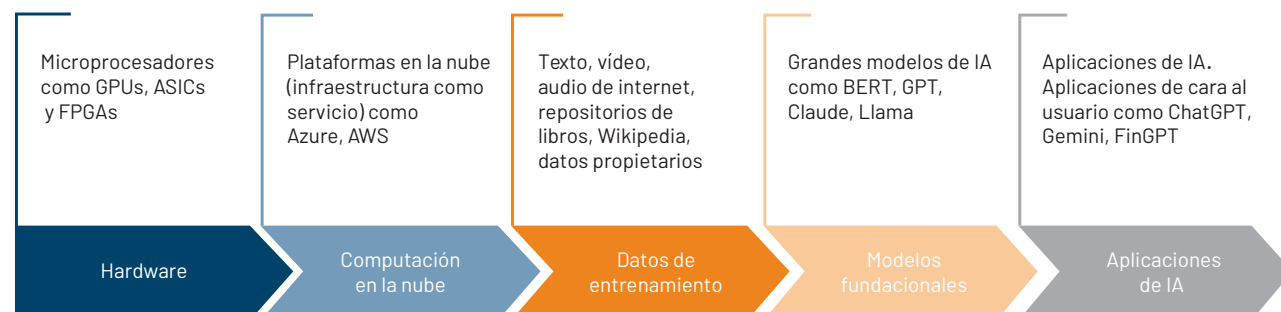 Microprocesadores
como GPUs, ASICs
y FPGAs
Plataformas en la nube
(infraestructura como
servicio) como
Azure, AWS
Texto, vídeo,
audio de internet,
repositorios de
libros, Wikipedia,
datos propietarios
Grandes modelos de IA
como BERT, GPT,
Claude, Llama
Aplicaciones de IA.
Aplicaciones de cara al
usuario como ChatGPT,
Gemini, FinGPT
Hardware
Computación
en la nube
Datos de
entrenamiento
Modelos
fundacionales
Aplicaciones
de IA